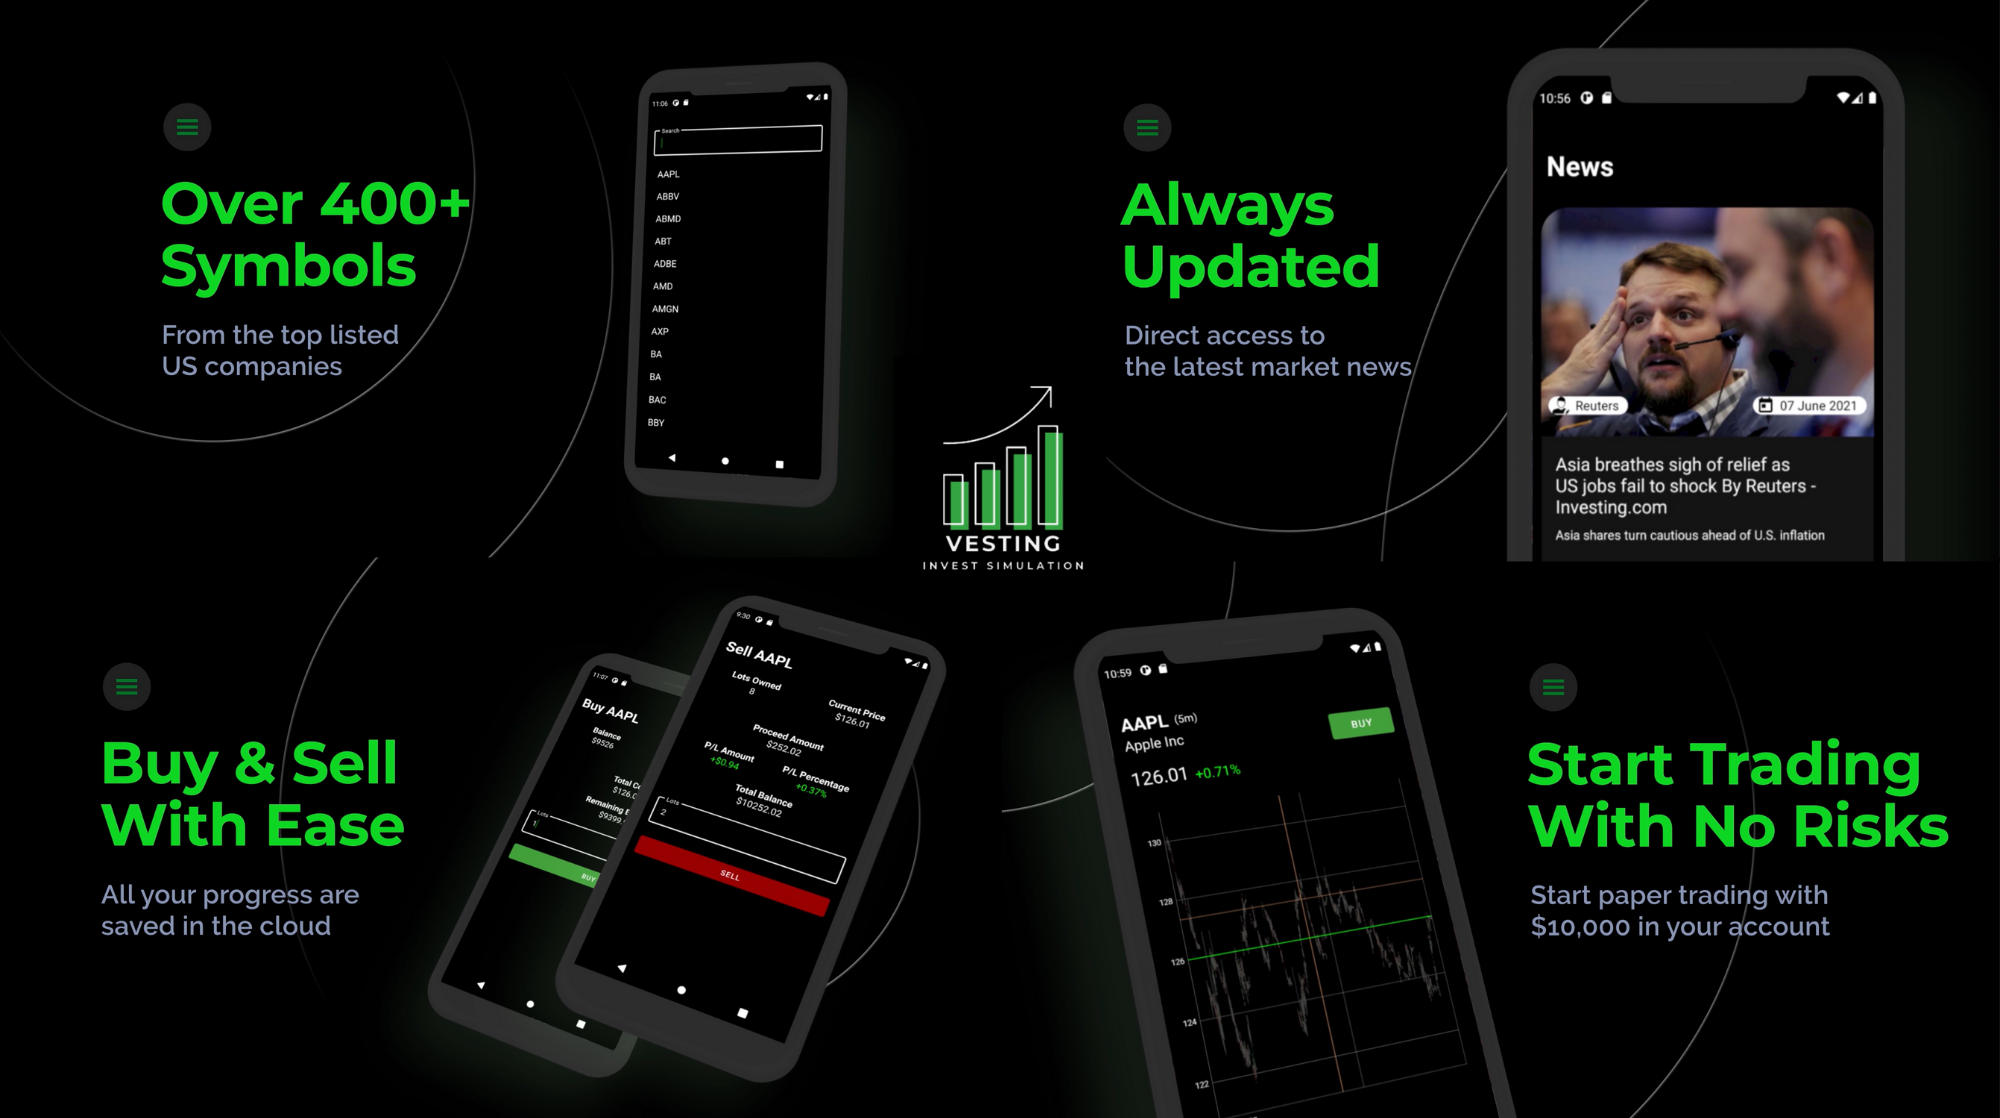 Over 400+
Symbols
From the top listed
US companies
11:06
Search
AAPL
ABBV
ABMD
ABT
ADBE
AMD
AMGN
AXP
BA
BA
BAC
BBY
Always
Updated
Direct access to
the latest market news
10:56
News
Reuters
07 June 2021
Asia breathes sigh of relief as
US jobs fail to shock By Reuters -
Investing.com
Asia shares turn cautious ahead of U.S. inflation
VESTING
INVEST SIMULATION
Buy & Sell
With Ease
All your progress are
saved in the cloud
11:07
Buy AAPL
Balance
$9526
Total
$126.0
Remaining
$9399.
Lots
1
BUY
9:30
Sell AAPL
Lots Owned
8
Current Price
$126.01
Proceed Amount
$252.02
P/L Amount
+$0.94
P/L Percentage
+0.37%
Total Balance
$10252.02
Lots
2
SELL
10:59
AAPL (5m)
Apple Inc
BUY
126.01 +0.71%
130
128
126
124
122
Start Trading
With No Risks
Start paper trading with
$10,000 in your account